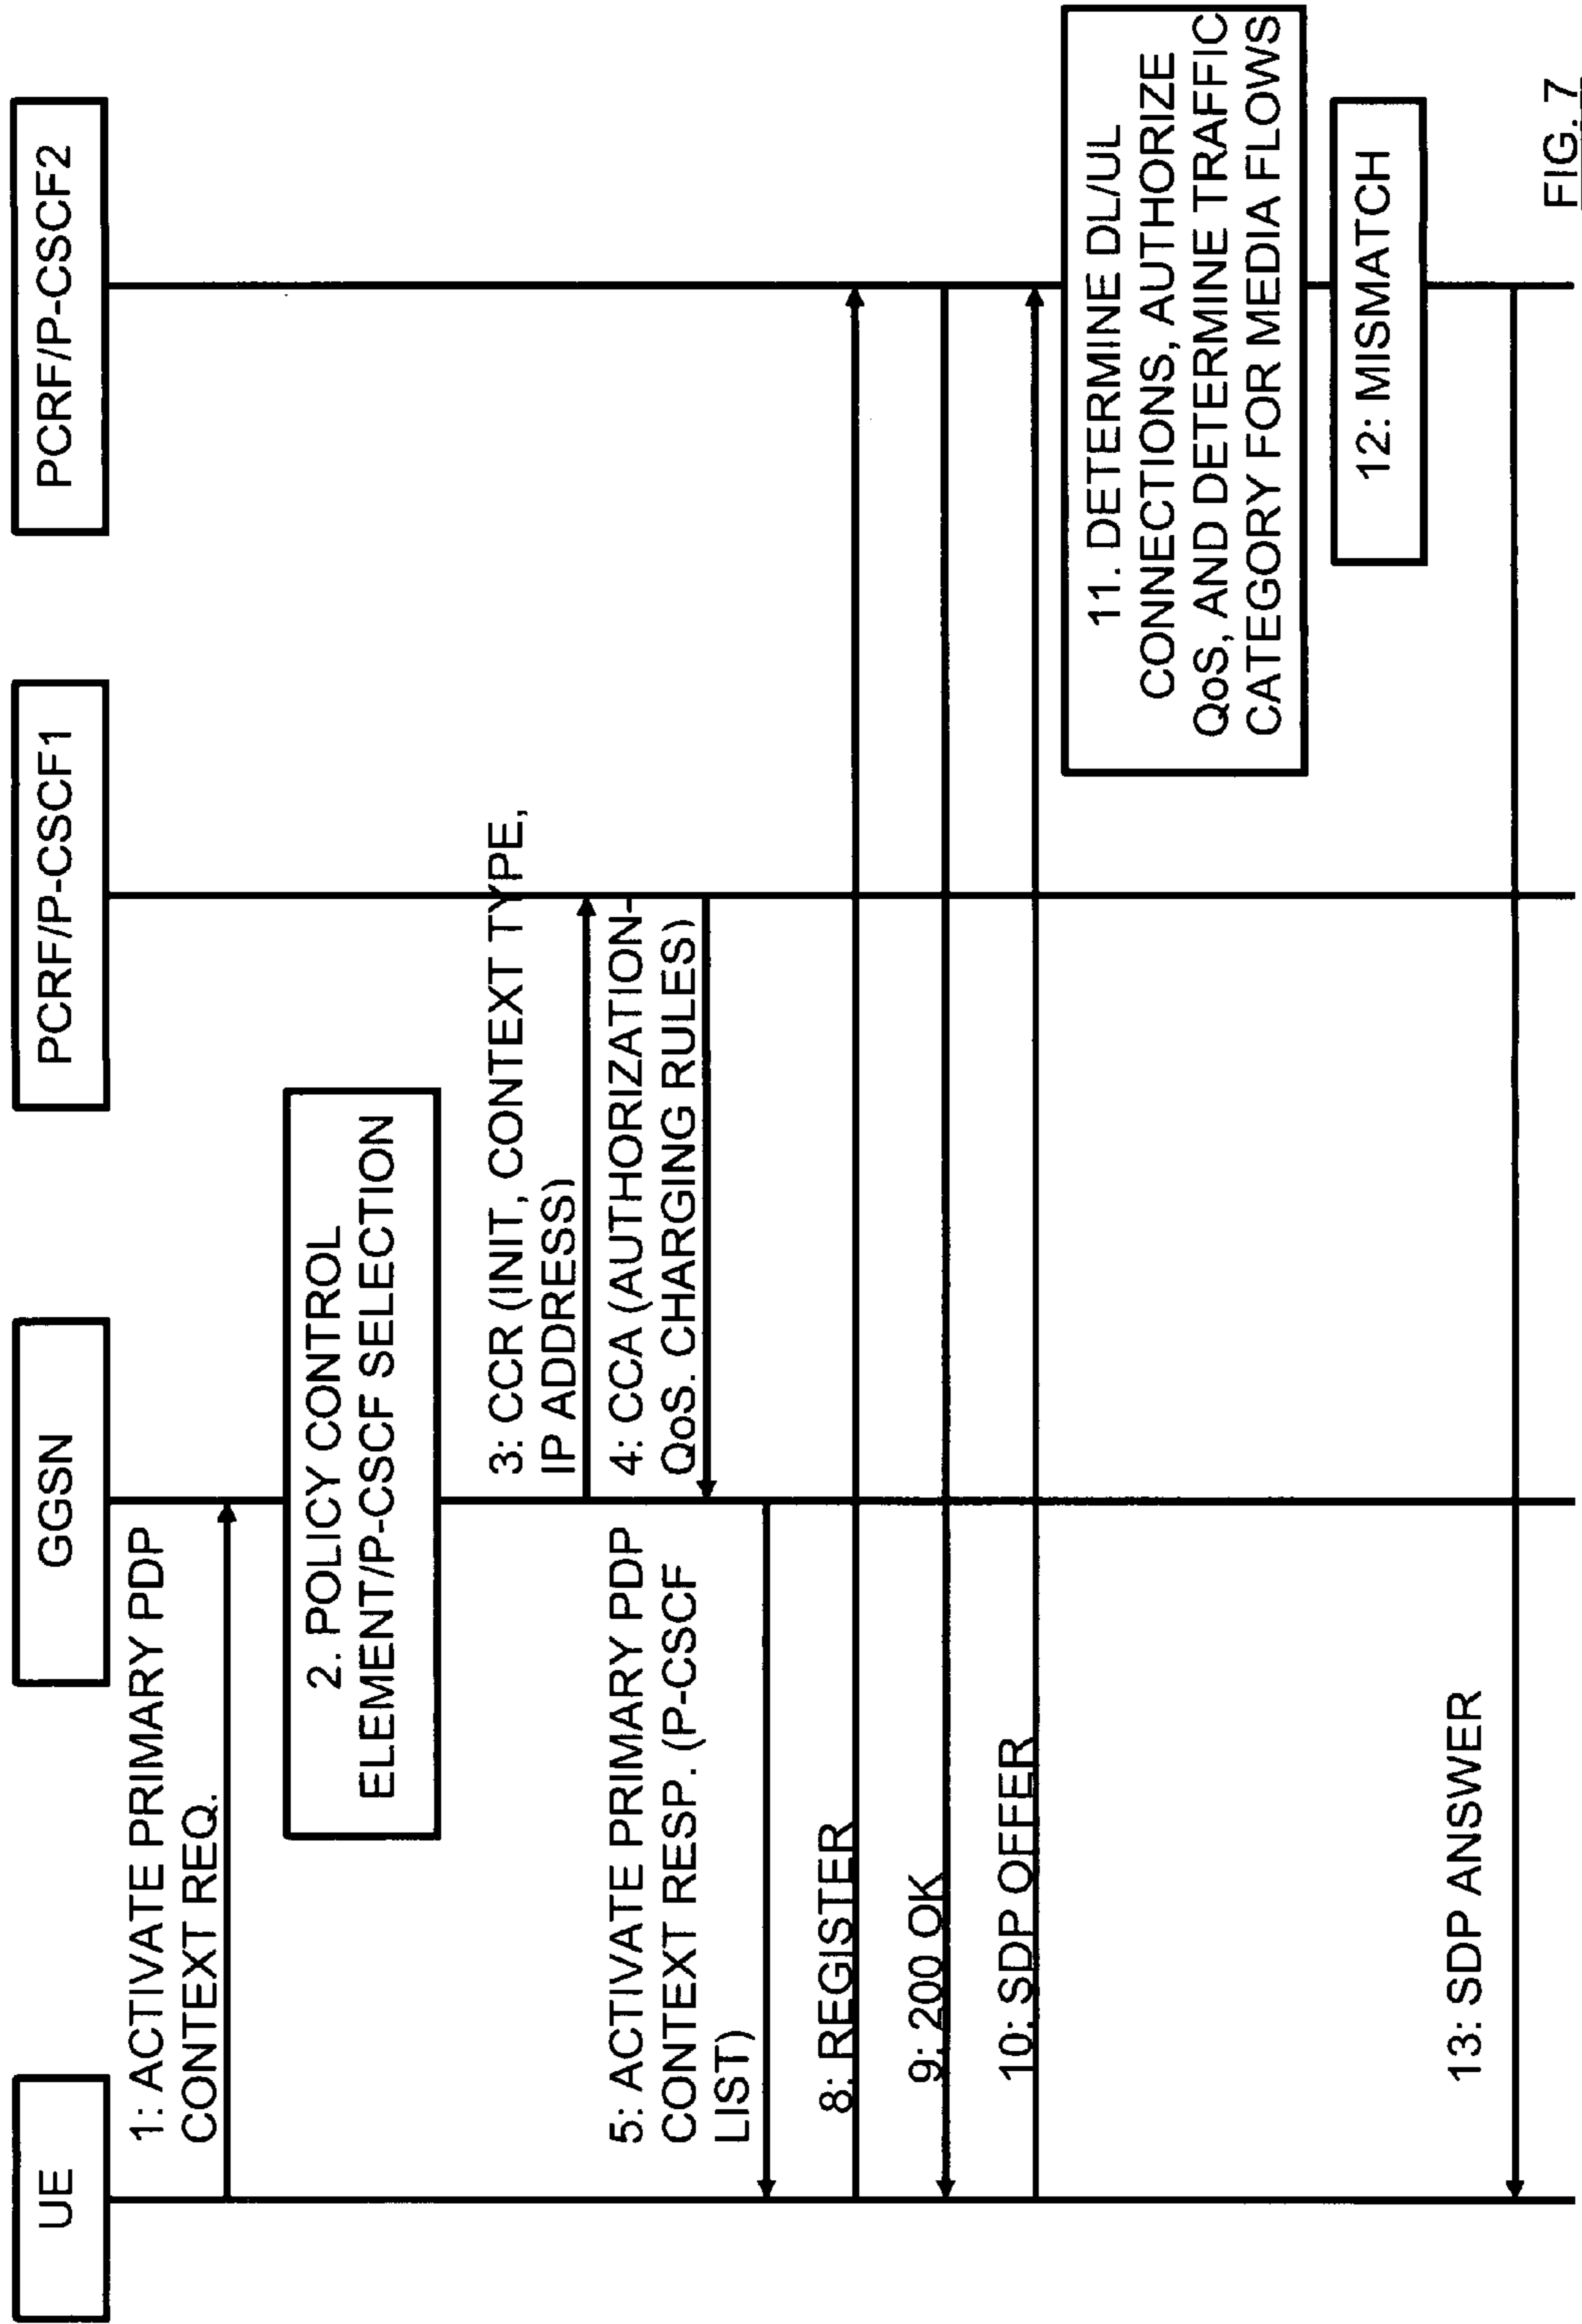 UE
GGSN
PCRF/P-CSCF1
PCRF/P-CSCF2
1: ACTIVATE PRIMARY PDP
CONTEXT REQ.
2. POLICY CONTROL
ELEMENT/P-CSCF SELECTION
3: CCR (INIT, CONTEXT TYPE,
IP ADDRESS)
4: CCA (AUTHORIZATION-
QoS. CHARGING RULES)
5: ACTIVATE PRIMARY PDP
CONTEXT RESP. (P-CSCF
LIST)
8: REGISTER
9: 200 OK
10: SDP OFFER
11. DETERMINE DL/UL
CONNECTIONS, AUTHORIZE
QoS, AND DETERMINE TRAFFIC
CATEGORY FOR MEDIA FLOWS
12: MISMATCH
13: SDP ANSWER
FIG. 7